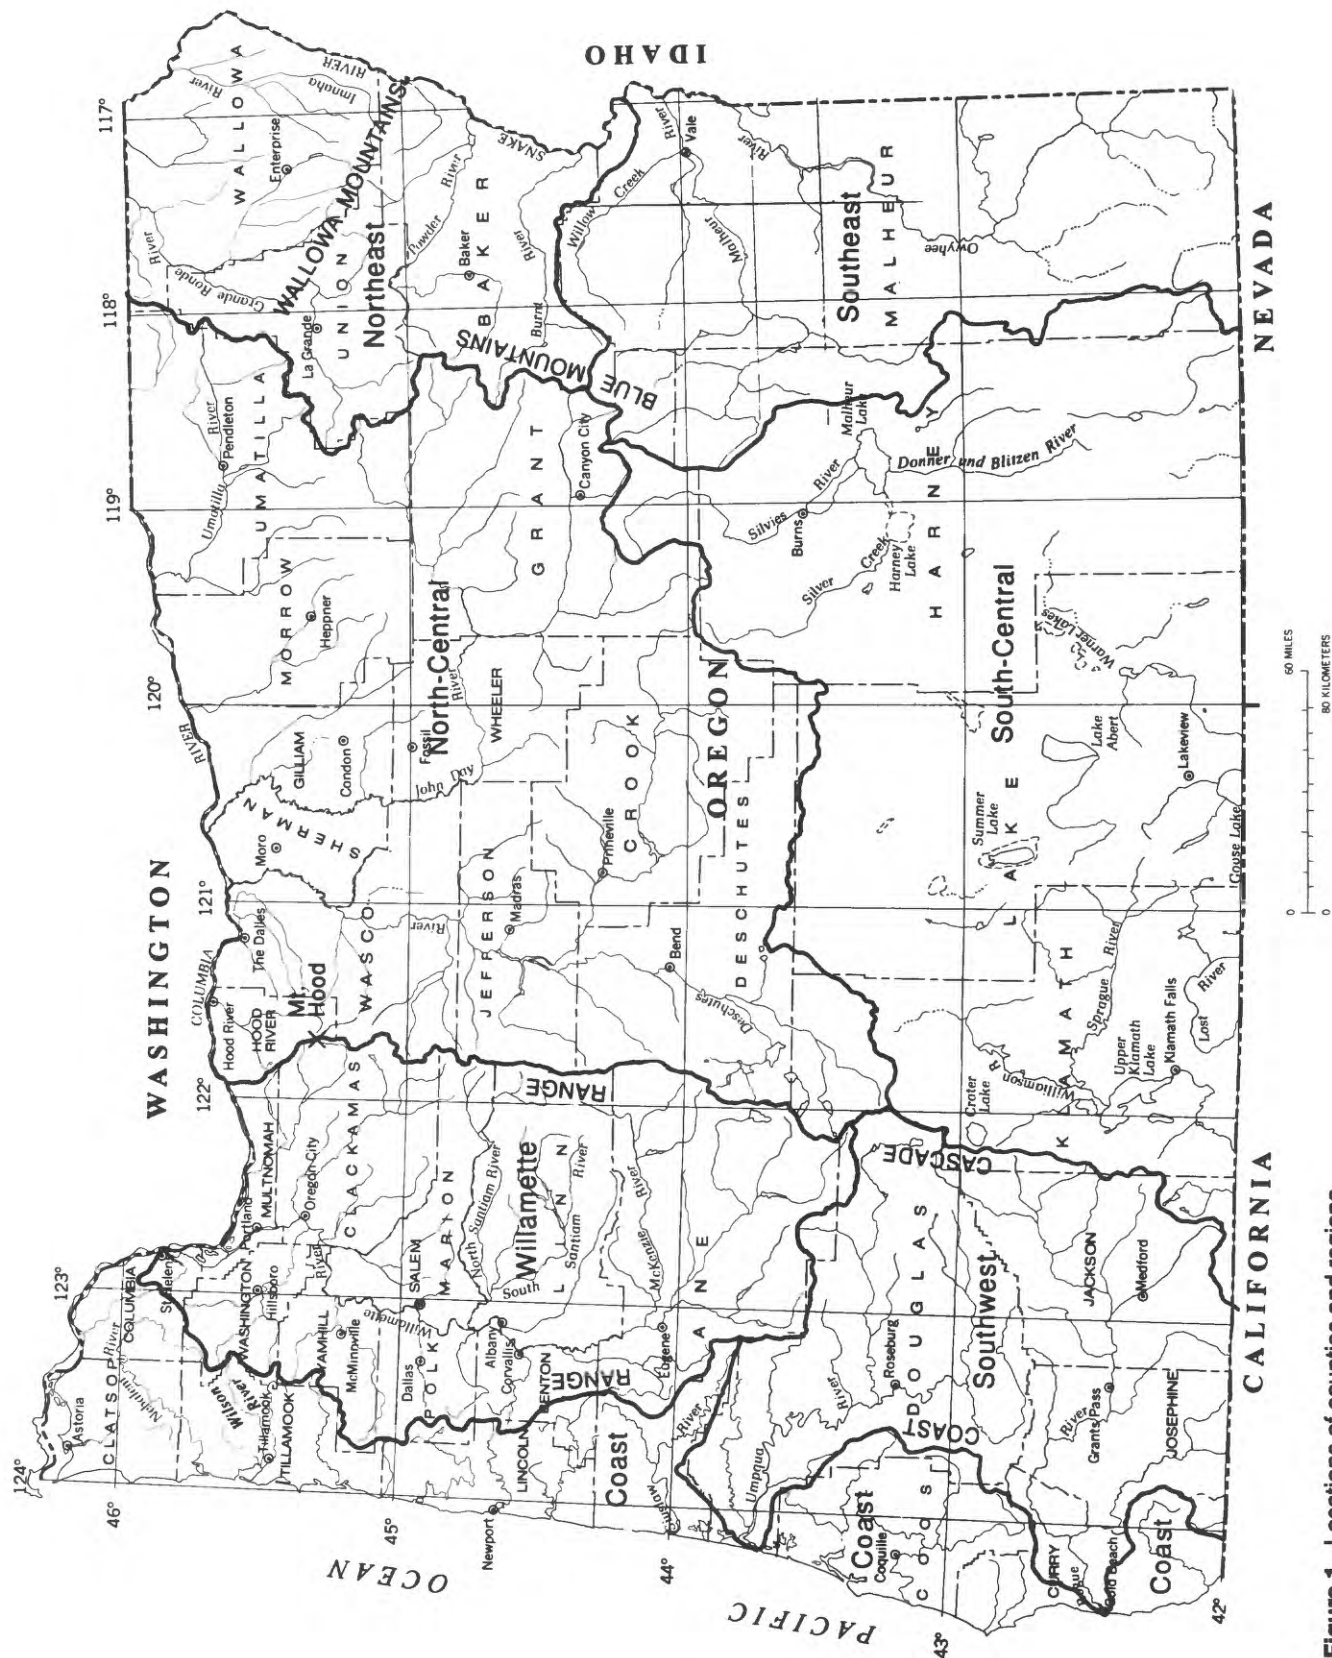 WASHINGTON
IDAHO
NEVADA
CALIFORNIA
PACIFIC
OCEAN
OREGON
124°
123°
122°
121°
120°
119°
118°
117°
46°
45°
44°
43°
42°
COLUMBIA
RIVER
SNAKE
RIVER
Astoria
CLATSOP
Nehalem River
COLUMBIA
St Helens
Wilson
River
Tillamook
TILLAMOOK
WASHINGTON
Hillsboro
Portland
MULTNOMAH
Oregon City
CLACKAMAS
YAMHILL
McMinnville
Willamette
River
Dallas
POLK
SALEM
MARION
North Santiam River
Willamette
South
Santiam
River
LINN
Albany
Corvallis
BENTON
LINCOLN
Newport
Coast
COAST
RANGE
Eugene
McKenzie
River
LANE
River
Umpqua
River
DOUGLAS
Roseburg
Southwest
Coast
Coquille
COOS
CURRY
Rogue
River
Gold Beach
Coast
Grants Pass
JOSEPHINE
JACKSON
Medford
CASCADE
RANGE
Hood River
HOOD
RIVER
Mt.
Hood
The Dalles
WASCO
Moro
SHERMAN
GILLIAM
Condon
MORROW
Heppner
UMATILLA
Umatilla
River
Pendleton
Fossil
North-Central
WHEELER
John Day
River
JEFFERSON
Madras
River
Deschutes
Prineville
CROOK
Bend
DESCHUTES
GRANT
Canyon City
BLUE
MOUNTAINS
WALLOWA
Enterprise
Imnaha
River
WALLOWA MOUNTAINS
Grande Ronde
River
La Grande
UNION
Northeast
Powder
River
Baker
BAKER
Burnt
River
Willow Creek
Vale
River
Malheur
River
Southeast
MALHEUR
Owyhee
Malheur
Lake
Donner und Blitzen River
Silvies
River
Burns
Silver Creek
Harney
Lake
HARNEY
South-Central
Warner Lakes
Summer
Lake
LAKE
Lake
Abert
Lakeview
Goose Lake
Crater
Lake
Williamson
R
KLAMATH
Sprague River
Upper
Klamath
Lake
Klamath Falls
Lost
River
0
60 MILES
0
80 KILOMETERS
Figure 1. Locations of counties and regions